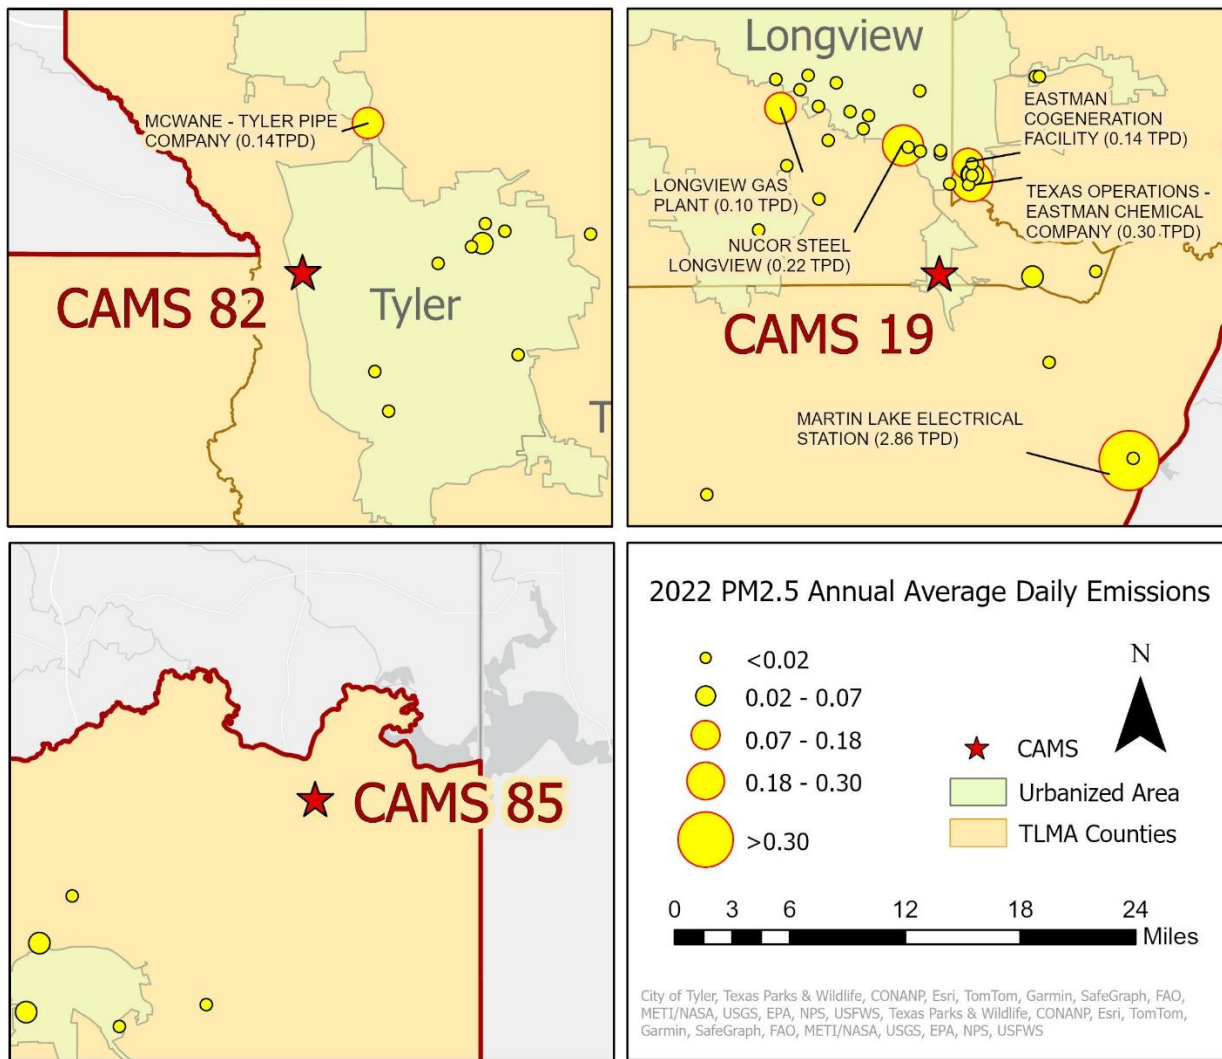 MCWANE - TYLER PIPE
COMPANY (0.14TPD)
CAMS 82
Tyler
T
Longview
EASTMAN
COGENERATION
FACILITY (0.14 TPD)
LONGVIEW GAS
PLANT (0.10 TPD)
TEXAS OPERATIONS -
EASTMAN CHEMICAL
COMPANY (0.30 TPD)
NUCOR STEEL
LONGVIEW (0.22 TPD)
CAMS 19
MARTIN LAKE ELECTRICAL
STATION (2.86 TPD)
CAMS 85
2022 PM2.5 Annual Average Daily Emissions
<0.02
0.02 - 0.07
0.07 - 0.18
0.18 - 0.30
>0.30
N
CAMS
Urbanized Area
TLMA Counties
0 3 6 12 18 24
Miles
City of Tyler, Texas Parks & Wildlife, CONANP, Esri, TomTom, Garmin, SafeGraph, FAO,
METI/NASA, USGS, EPA, NPS, USFWS, Texas Parks & Wildlife, CONANP, Esri, TomTom,
Garmin, SafeGraph, FAO, METI/NASA, USGS, EPA, NPS, USFWS